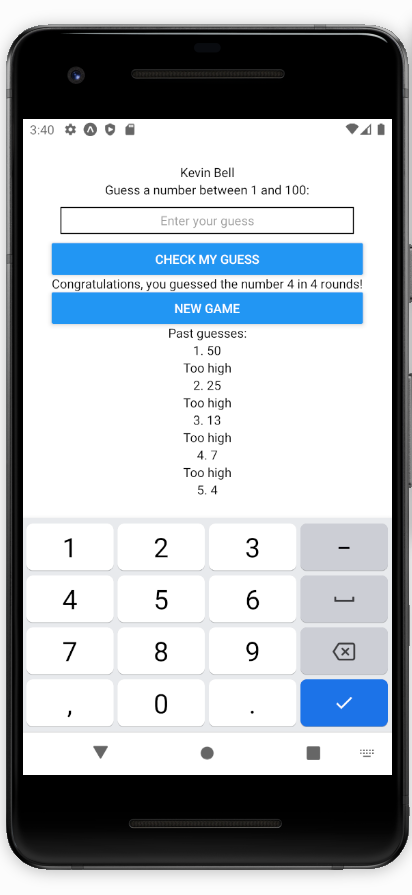 3:40
Kevin Bell
Guess a number between 1 and 100:
Enter your guess
CHECK MY GUESS
Congratulations, you guessed the number 4 in 4 rounds!
NEW GAME
Past guesses:
1. 50
Too high
2. 25
Too high
3. 13
Too high
4. 7
Too high
5. 4
1 2 3 –
4 5 6
7 8 9
, 0 .